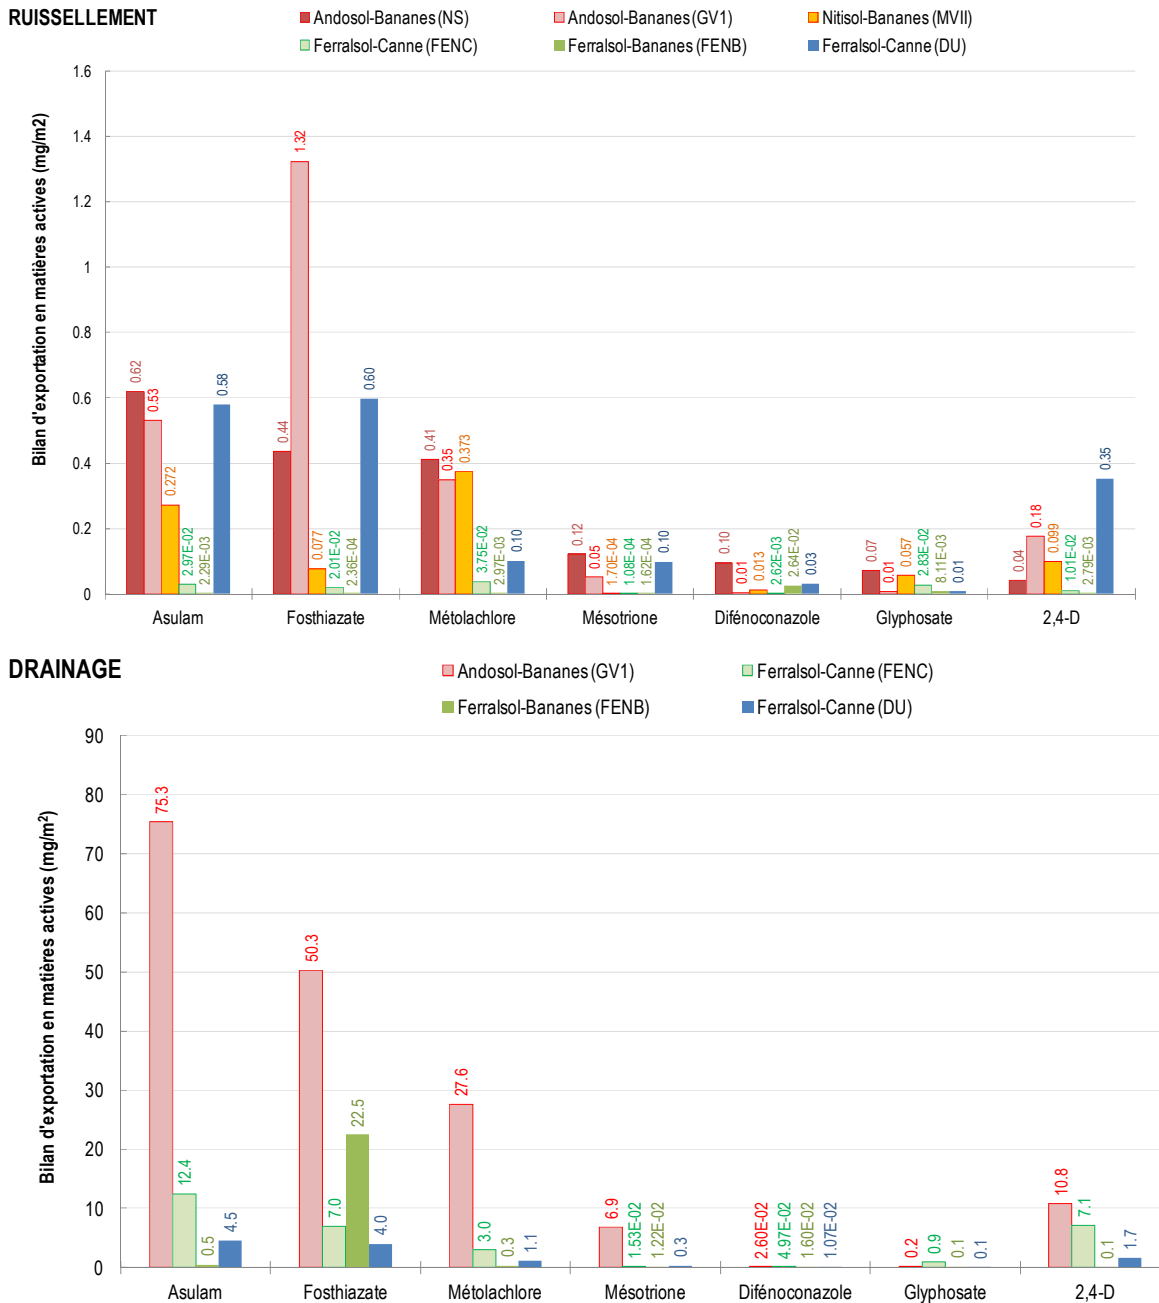 RUISSELLEMENT
Andosol-Bananes (NS) Andosol-Bananes (GV1) Nitisol-Bananes (MVII)
Ferralsol-Canne (FENC) Ferralsol-Bananes (FENB) Ferralsol-Canne (DU)
Bilan d'exportation en matières actives (mg/m2)
1.6
1.4
1.2
1
0.8
0.6
0.4
0.2
0
0.62 0.53 0.272 2.97E-02 2.29E-03 0.58
0.44 1.32 0.077 2.01E-02 2.36E-04 0.60
0.41 0.35 0.373 3.75E-02 2.97E-03 0.10
0.12 0.05 1.70E-04 1.08E-04 1.62E-04 0.10
0.10 0.01 0.013 2.62E-03 2.64E-02 0.03
0.07 0.01 0.057 2.83E-02 8.11E-03 0.01
0.04 0.18 0.099 1.01E-02 2.79E-03 0.35
Asulam Fosthiazate Métolachlore Mésotrione Difénoconazole Glyphosate 2,4-D
DRAINAGE
Andosol-Bananes (GV1) Ferralsol-Canne (FENC)
Ferralsol-Bananes (FENB) Ferralsol-Canne (DU)
Bilan d'exportation en matières actives (mg/m²)
90
80
70
60
50
40
30
20
10
0
75.3 12.4 0.5 4.5
50.3 7.0 22.5 4.0
27.6 3.0 0.3 1.1
6.9 1.53E-02 1.22E-02 0.3
2.60E-02 4.97E-02 1.60E-02 1.07E-02
0.2 0.9 0.1 0.1
10.8 7.1 0.1 1.7
Asulam Fosthiazate Métolachlore Mésotrione Difénoconazole Glyphosate 2,4-D